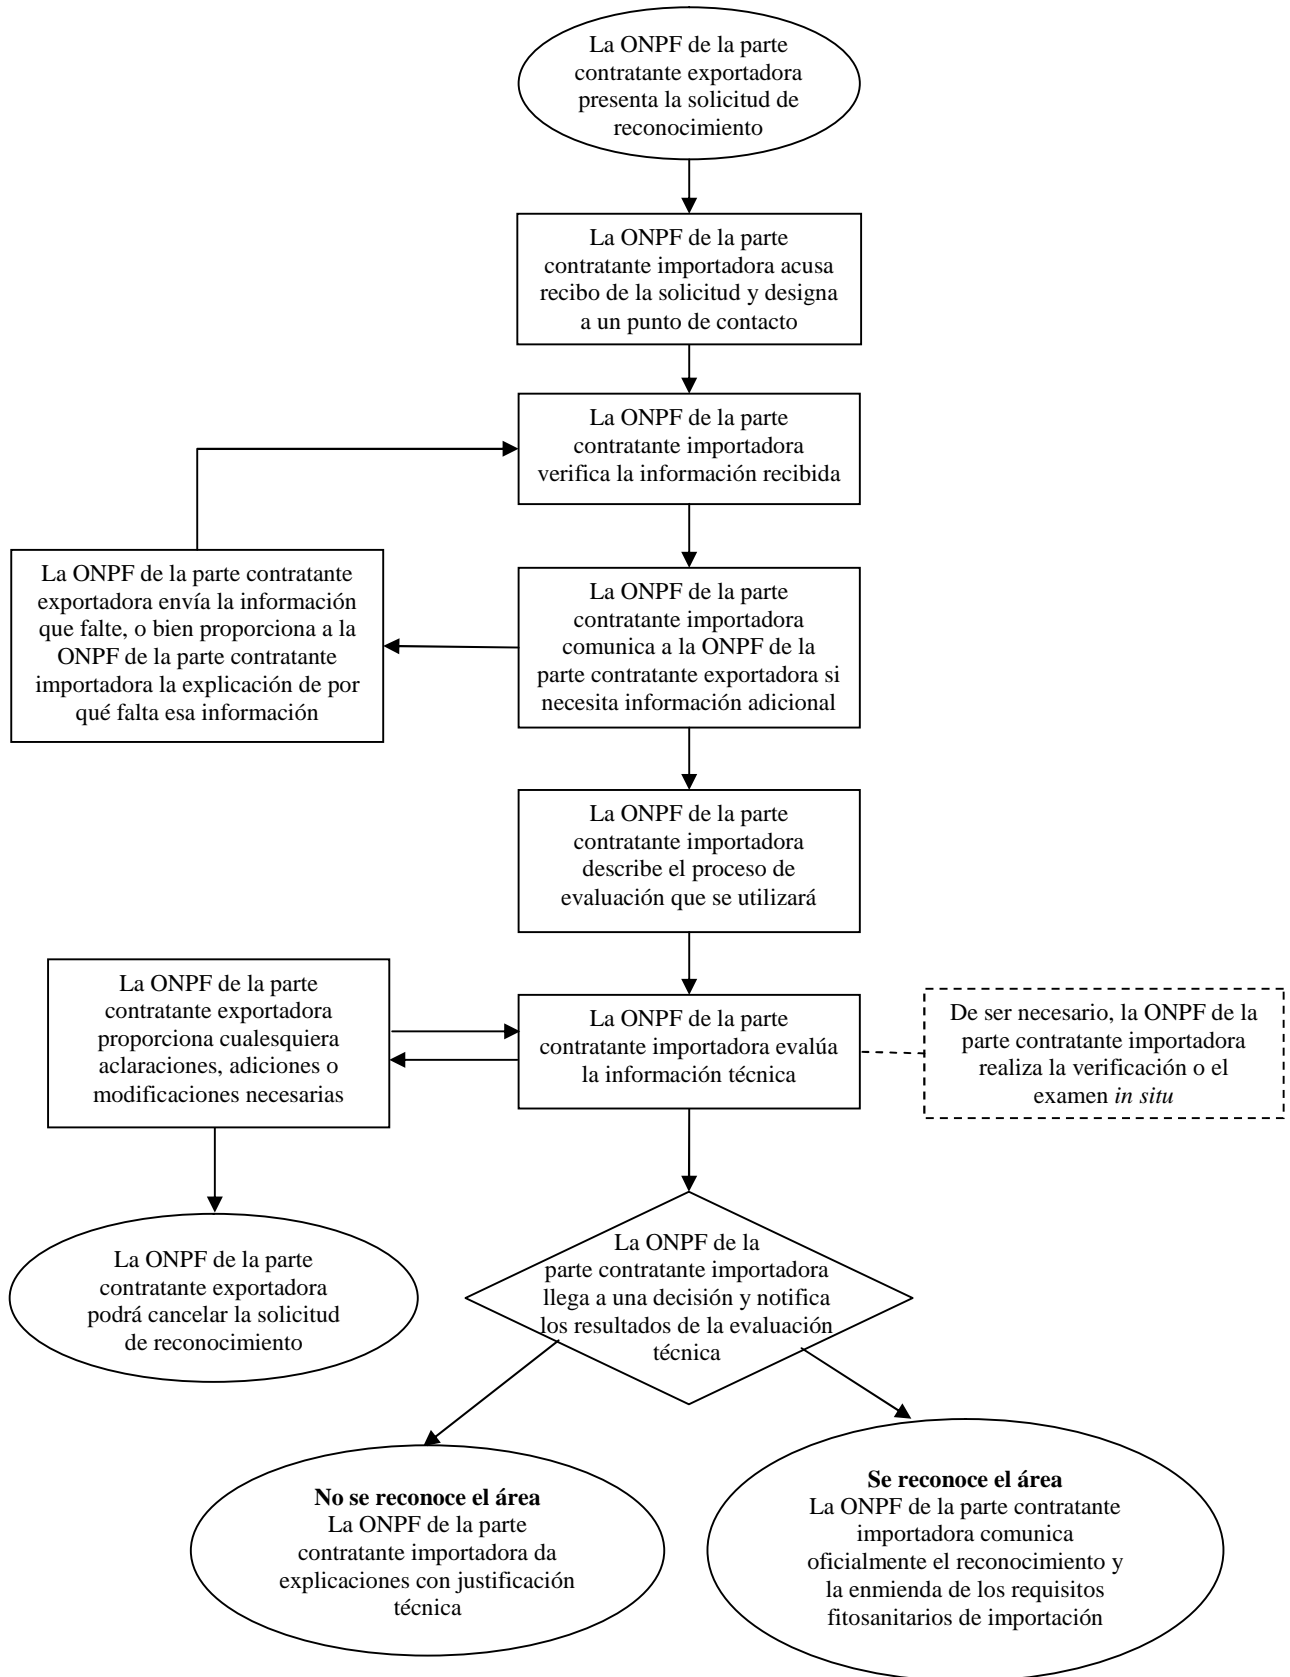 La ONPF de la parte
contratante exportadora
presenta la solicitud de
reconocimiento
La ONPF de la parte
contratante importadora acusa
recibo de la solicitud y designa
a un punto de contacto
La ONPF de la parte
contratante importadora
verifica la información recibida
La ONPF de la parte contratante
exportadora envía la información
que falte, o bien proporciona a la
ONPF de la parte contratante
importadora la explicación de por
qué falta esa información
La ONPF de la parte
contratante importadora
comunica a la ONPF de la
parte contratante exportadora si
necesita información adicional
La ONPF de la parte
contratante importadora
describe el proceso de
evaluación que se utilizará
La ONPF de la parte
contratante exportadora
proporciona cualesquiera
aclaraciones, adiciones o
modificaciones necesarias
La ONPF de la parte
contratante importadora evalúa
la información técnica
De ser necesario, la ONPF de la
parte contratante importadora
realiza la verificación o el
examen in situ
La ONPF de la parte
contratante exportadora
podrá cancelar la solicitud
de reconocimiento
La ONPF de la
parte contratante importadora
llega a una decisión y notifica
los resultados de la evaluación
técnica
No se reconoce el área
La ONPF de la parte
contratante importadora da
explicaciones con justificación
técnica
Se reconoce el área
La ONPF de la parte contratante
importadora comunica
oficialmente el reconocimiento y
la enmienda de los requisitos
fitosanitarios de importación